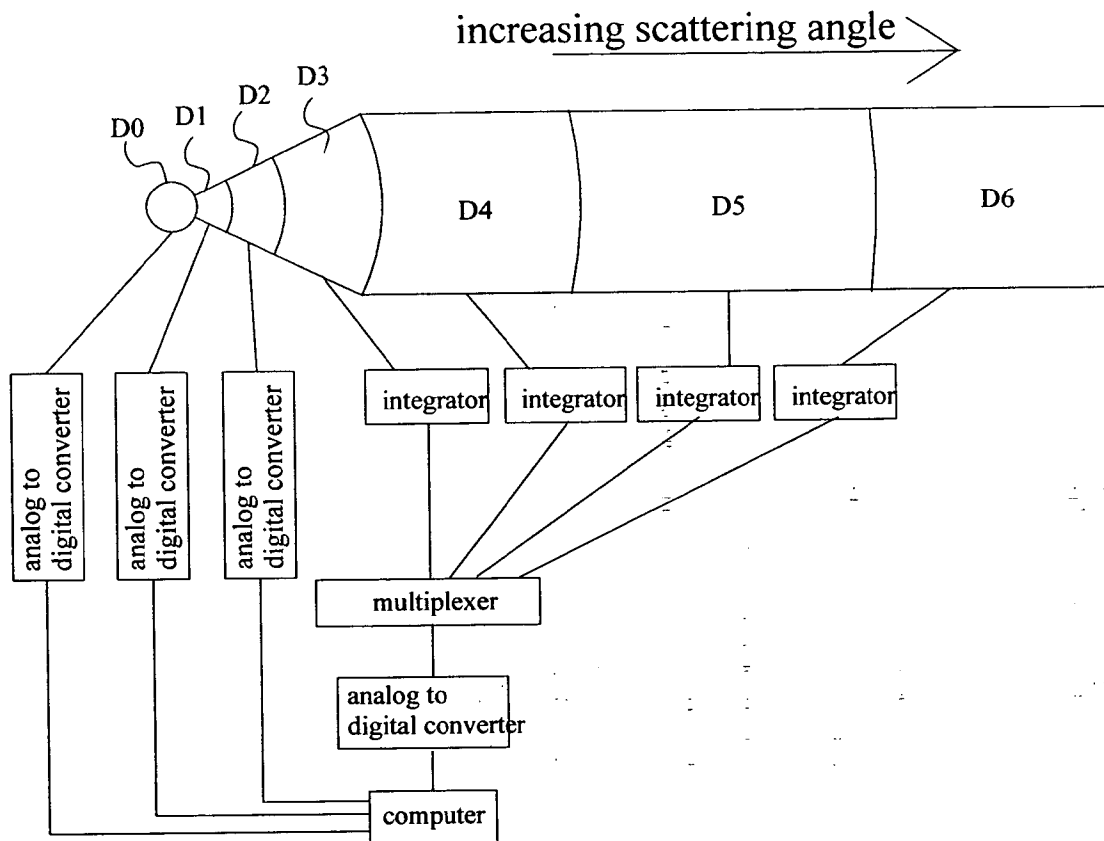 increasing scattering angle
D3
D2
D1
D0
D4
D5
D6
analog to
digital converter
analog to
digital converter
analog to
digital converter
integrator
integrator
integrator
integrator
multiplexer
analog to
digital converter
computer